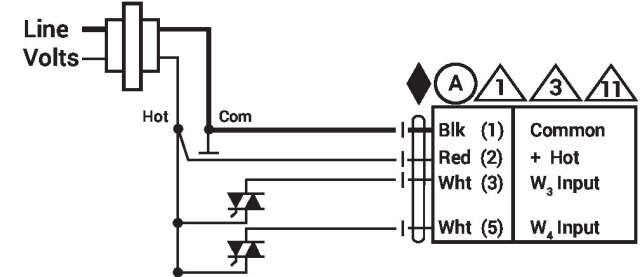 Line
Volts
Hot
Com
A
1
3
11
Blk (1) Common
Red (2) + Hot
Wht (3) W₃ Input
Wht (5) W₄ Input